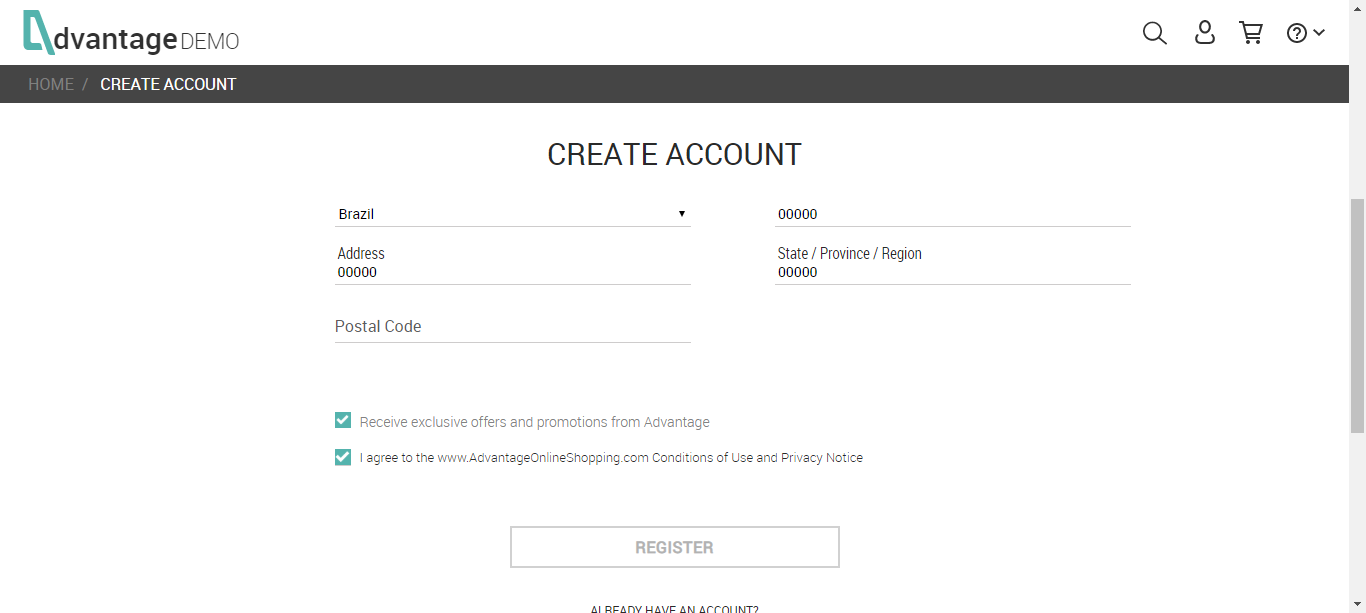 dvantage DEMO
HOME / CREATE ACCOUNT
CREATE ACCOUNT
Brazil
00000
Address
00000
State / Province / Region
00000
Postal Code
Receive exclusive offers and promotions from Advantage
I agree to the www.AdvantageOnlineShopping.com Conditions of Use and Privacy Notice
REGISTER
ALREADY HAVE AN ACCOUNT?